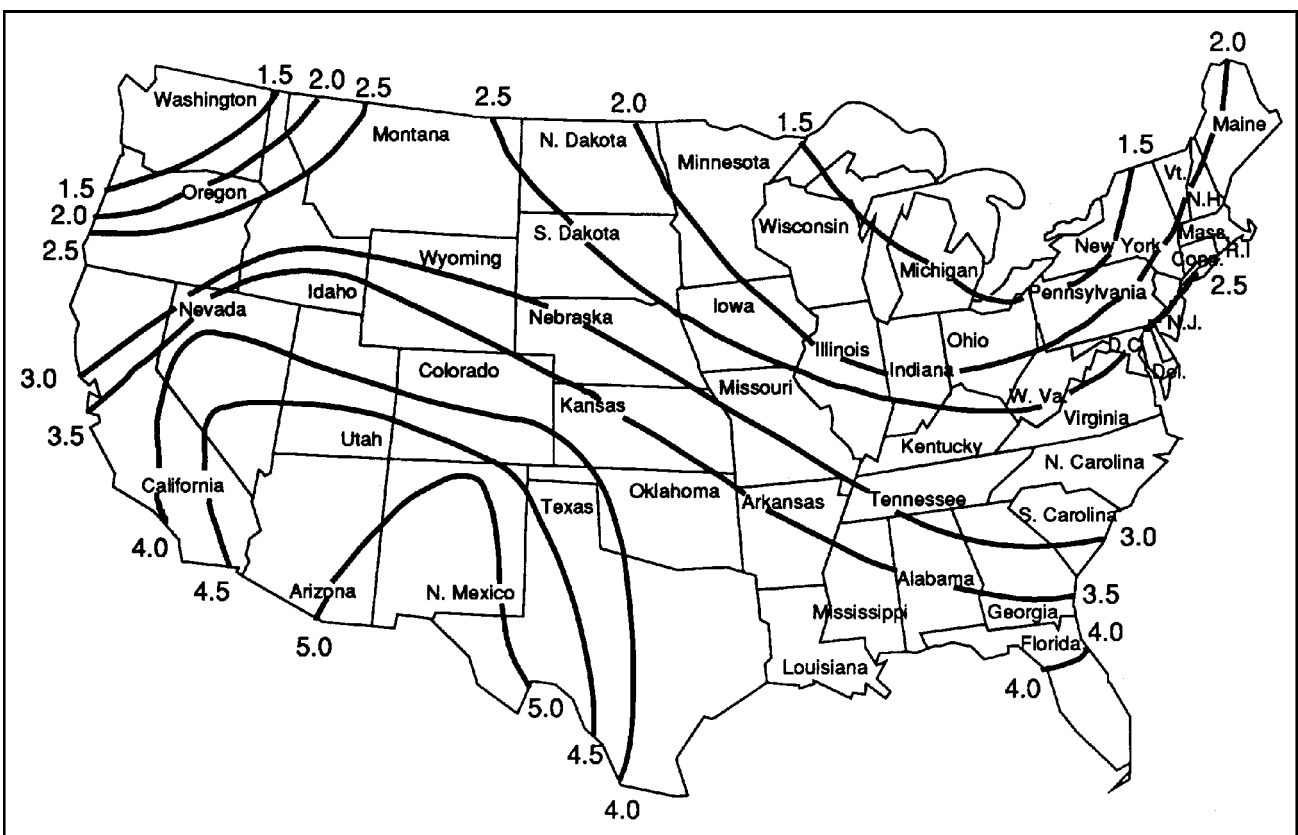 2.0
1.5 2.0 2.5 2.5 2.0 1.5
Washington
Montana
N. Dakota
Minnesota
Maine
1.5
Vt.
1.5
Oregon
N.H.
2.0
2.5
S. Dakota
Wisconsin
Mass.
New York
R.I
Conn.
Wyoming
Michigan
2.5
Idaho
Pennsylvania
Nevada
Nebraska
Iowa
N.J.
Ohio
D.C.
Illinois
Indiana
Del.
3.0
Colorado
Missouri
W. Va.
Kansas
Virginia
3.5
Utah
Kentucky
N. Carolina
California
Texas
Oklahoma
Arkansas
Tennessee
S. Carolina
3.0
4.0
4.5
Arizona
N. Mexico
Alabama
3.5
Mississippi
Georgia
5.0
4.0
Florida
Louisiana
4.0
5.0
4.5
4.0